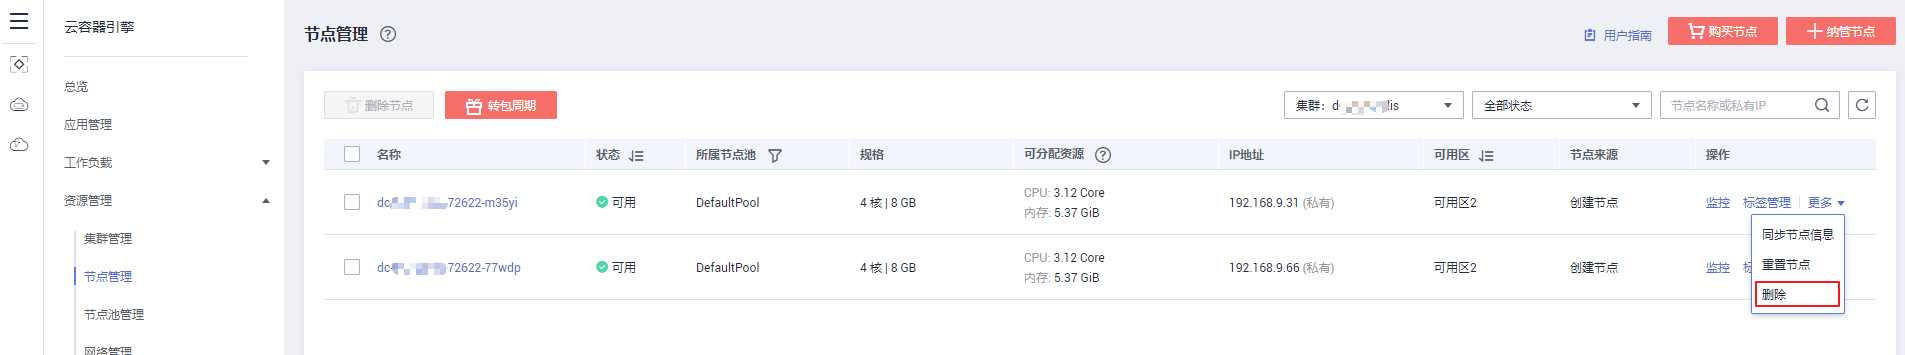 云容器引擎
总览
应用管理
工作负载
资源管理
集群管理
节点管理
节点池管理
网络管理
节点管理
用户指南
购买节点
纳管节点
删除节点
转包周期
集群：d lis
全部状态
节点名称或私有IP
名称 状态 所属节点池 规格 可分配资源 IP地址 可用区 节点来源 操作
dc- 72622-m35yi 可用 DefaultPool 4 核 | 8 GB CPU: 3.12 Core 192.168.9.31 (私有) 可用区2 创建节点 监控 标签管理 更多
内存: 5.37 GiB
dc- 72622-77wdp 可用 DefaultPool 4 核 | 8 GB CPU: 3.12 Core 192.168.9.66 (私有) 可用区2 创建节点 监控
内存: 5.37 GiB
同步节点信息
重置节点
删除